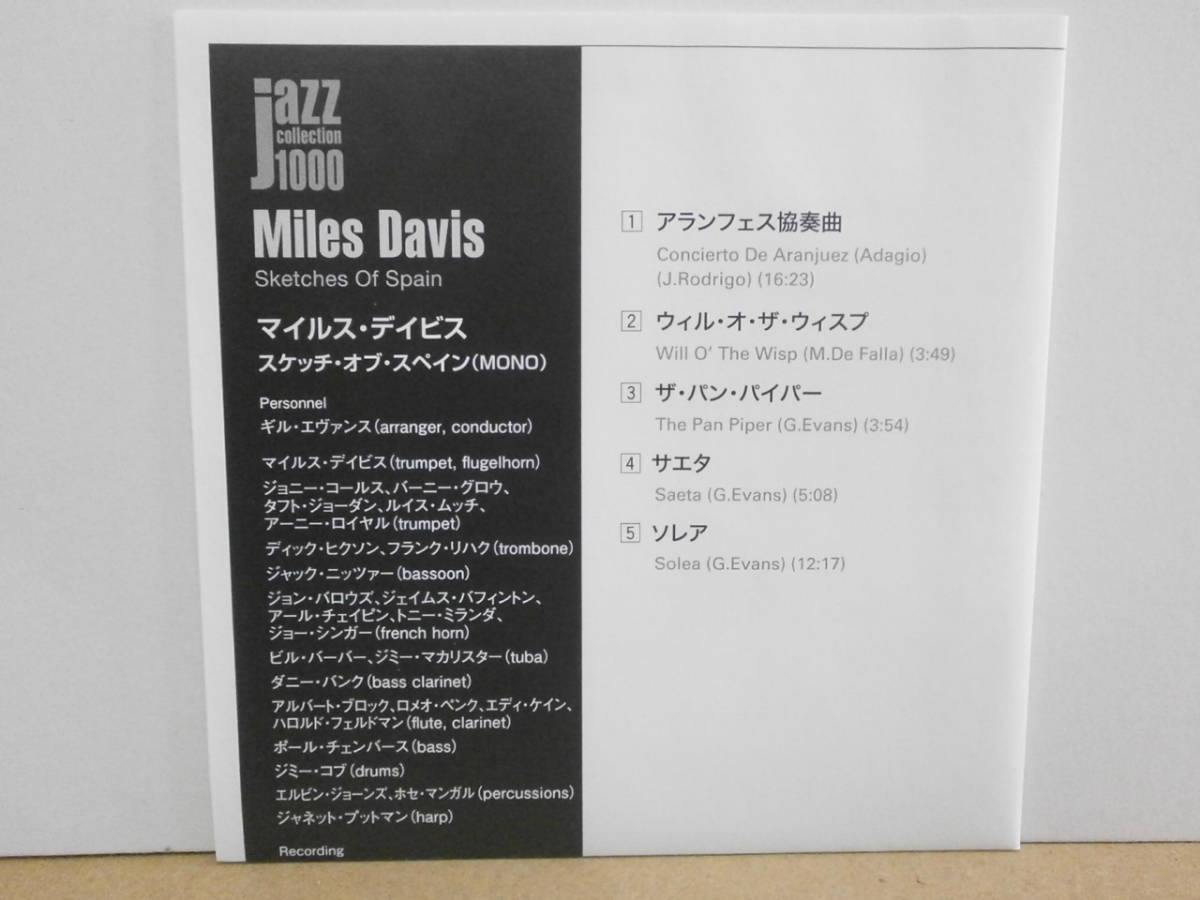 jazz
collection
1000
Miles Davis
Sketches Of Spain
マイルス・デイビス
スケッチ・オブ・スペイン(MONO)
Personnel
ギル・エヴァンス(arranger, conductor)
マイルス・デイビス(trumpet, flugelhorn)
ジョニー・コールス、バーニー・グロウ、
タフト・ジョーダン、ルイス・ムッチ、
アーニー・ロイヤル(trumpet)
ディック・ヒクソン、フランク・リハク(trombone)
ジャック・ニッツァー(bassoon)
ジョン・バロウズ、ジェイムス・バフィントン、
アール・チェイピン、トニー・ミランダ、
ジョー・シンガー(french horn)
ビル・バーバー、ジミー・マカリスター(tuba)
ダニー・バンク(bass clarinet)
アルバート・ブロック、ロメオ・ペンク、エディ・ケイン、
ハロルド・フェルドマン(flute, clarinet)
ポール・チェンバース(bass)
ジミー・コブ(drums)
エルビン・ジョーンズ、ホセ・マンガル(percussions)
ジャネット・プットマン(harp)
Recording
1 アランフェス協奏曲
Concierto De Aranjuez (Adagio)
(J.Rodrigo) (16:23)
2 ウィル・オ・ザ・ウィスプ
Will O' The Wisp (M.De Falla) (3:49)
3 ザ・パン・パイパー
The Pan Piper (G.Evans) (3:54)
4 サエタ
Saeta (G.Evans) (5:08)
5 ソレア
Solea (G.Evans) (12:17)